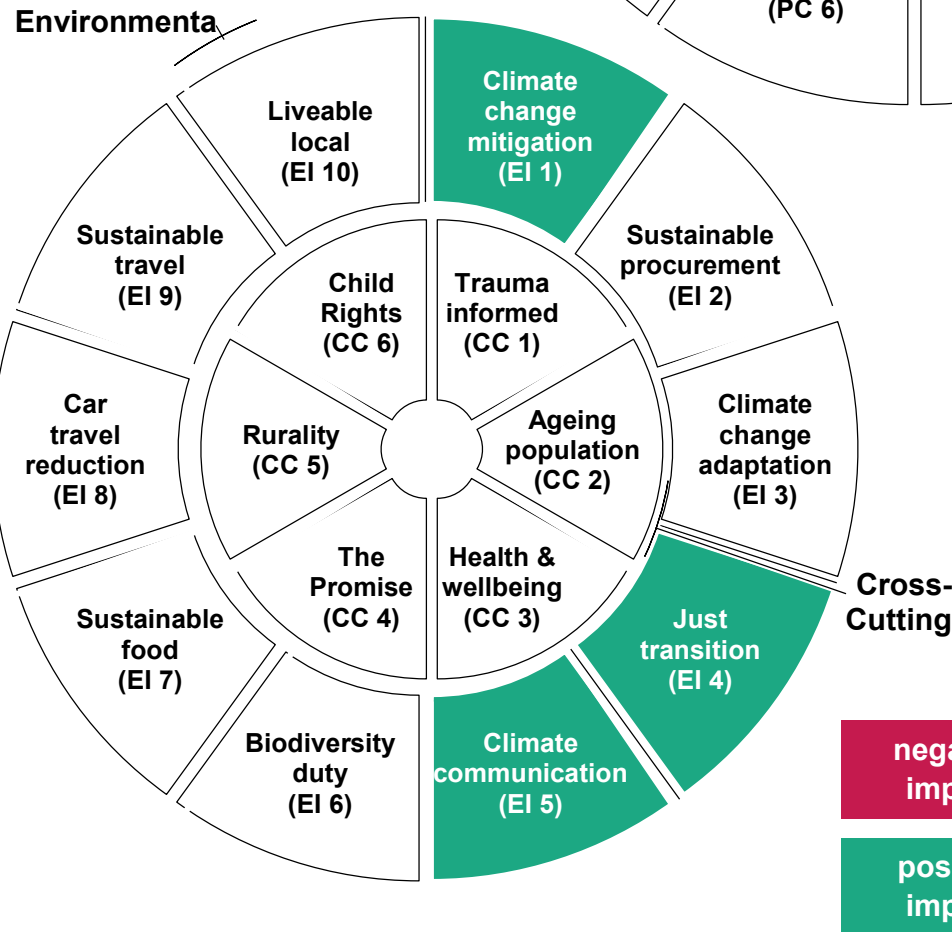 Environmenta
(PC 6)
Climate
change
mitigation
(EI 1)
Sustainable
procurement
(EI 2)
Climate
change
adaptation
(EI 3)
Just
transition
(EI 4)
Climate
communication
(EI 5)
Biodiversity
duty
(EI 6)
Sustainable
food
(EI 7)
Car
travel
reduction
(EI 8)
Sustainable
travel
(EI 9)
Liveable
local
(EI 10)
Trauma
informed
(CC 1)
Ageing
population
(CC 2)
Health &
wellbeing
(CC 3)
The
Promise
(CC 4)
Rurality
(CC 5)
Child
Rights
(CC 6)
Cross-
Cutting
nega
imp
pos
imp